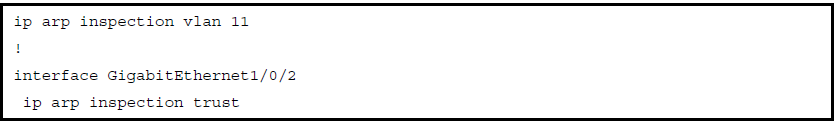 ip arp inspection vlan 11
!
interface GigabitEthernet1/0/2
 ip arp inspection trust